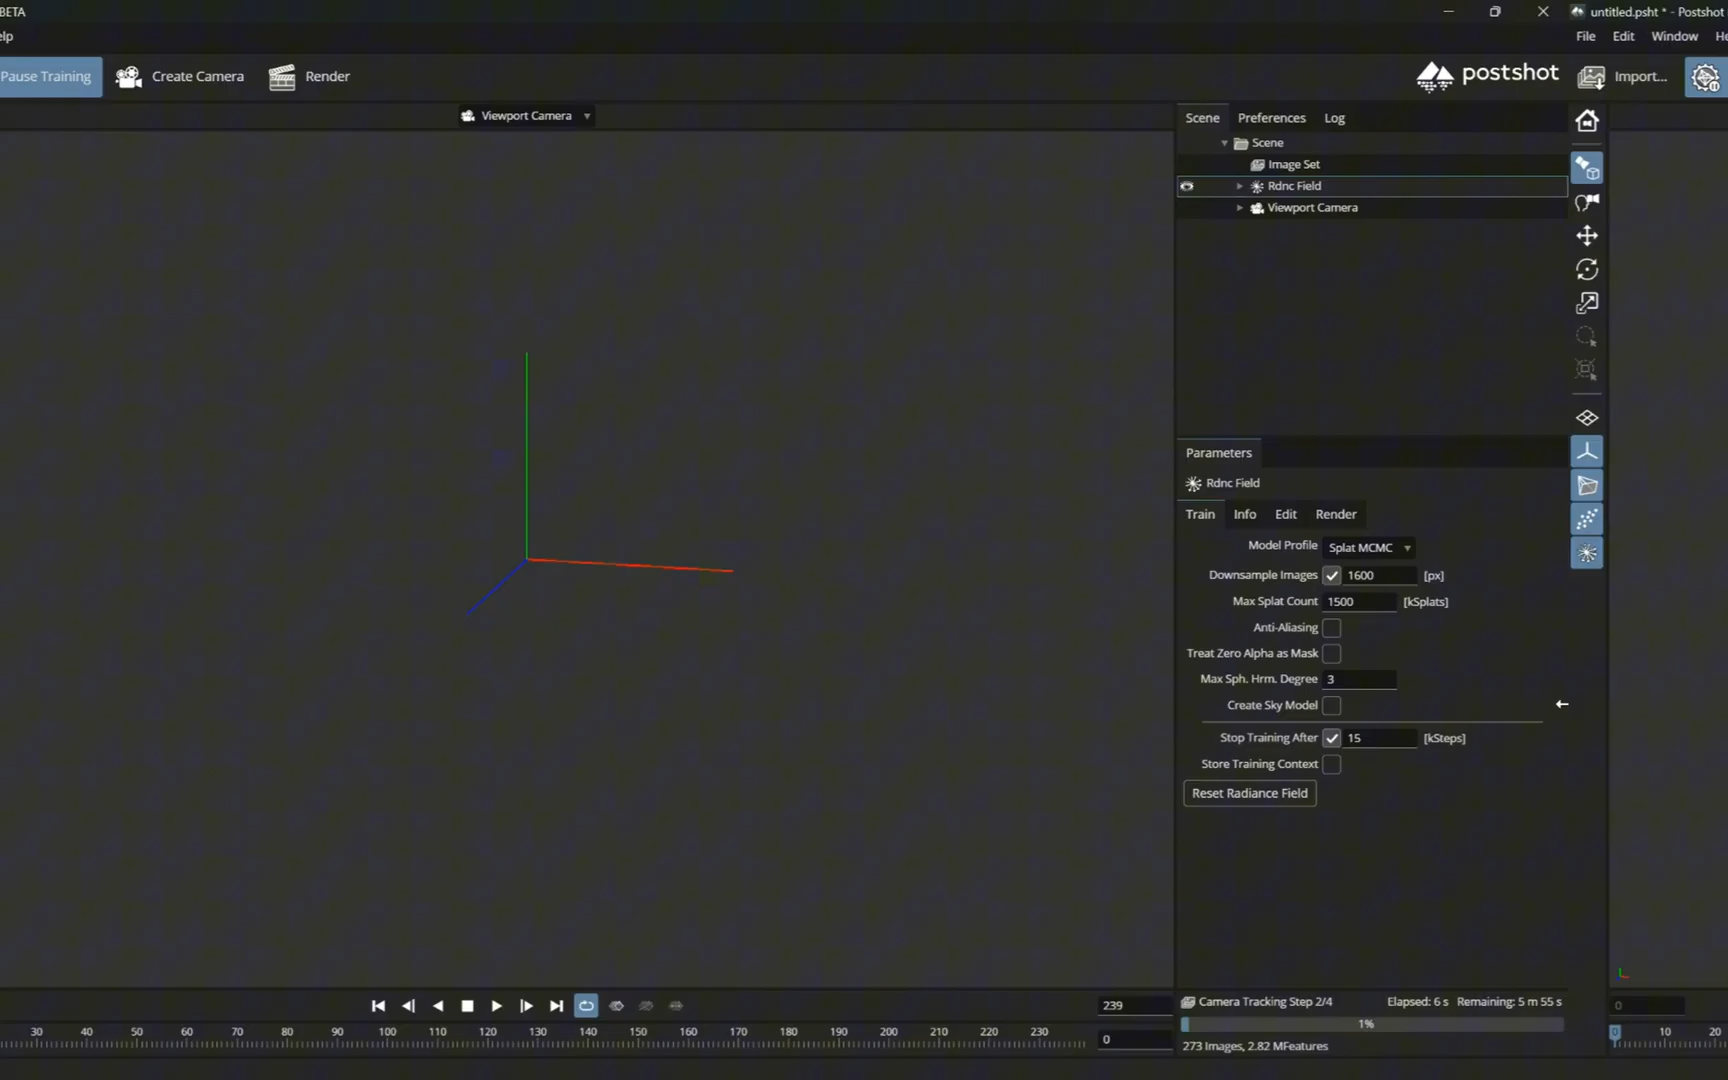 BETA
untitled.psht * - Postshot
elp
File Edit Window He
Pause Training Create Camera Render
postshot
Import...
Viewport Camera
Scene Preferences Log
Scene
Image Set
Rdnc Field
Viewport Camera
Parameters
Rdnc Field
Train Info Edit Render
Model Profile Splat MCMC
Downsample Images 1600 [px]
Max Splat Count 1500 [kSplats]
Anti-Aliasing
Treat Zero Alpha as Mask
Max Sph. Hrm. Degree 3
Create Sky Model
Stop Training After 15 [kSteps]
Store Training Context
Reset Radiance Field
239
Camera Tracking Step 2/4 Elapsed: 6 s Remaining: 5 m 55 s
0
1%
30 40 50 60 70 80 90 100 110 120 130 140 150 160 170 180 190 200 210 220 230
0
0 10 20
273 Images, 2.82 MFeatures